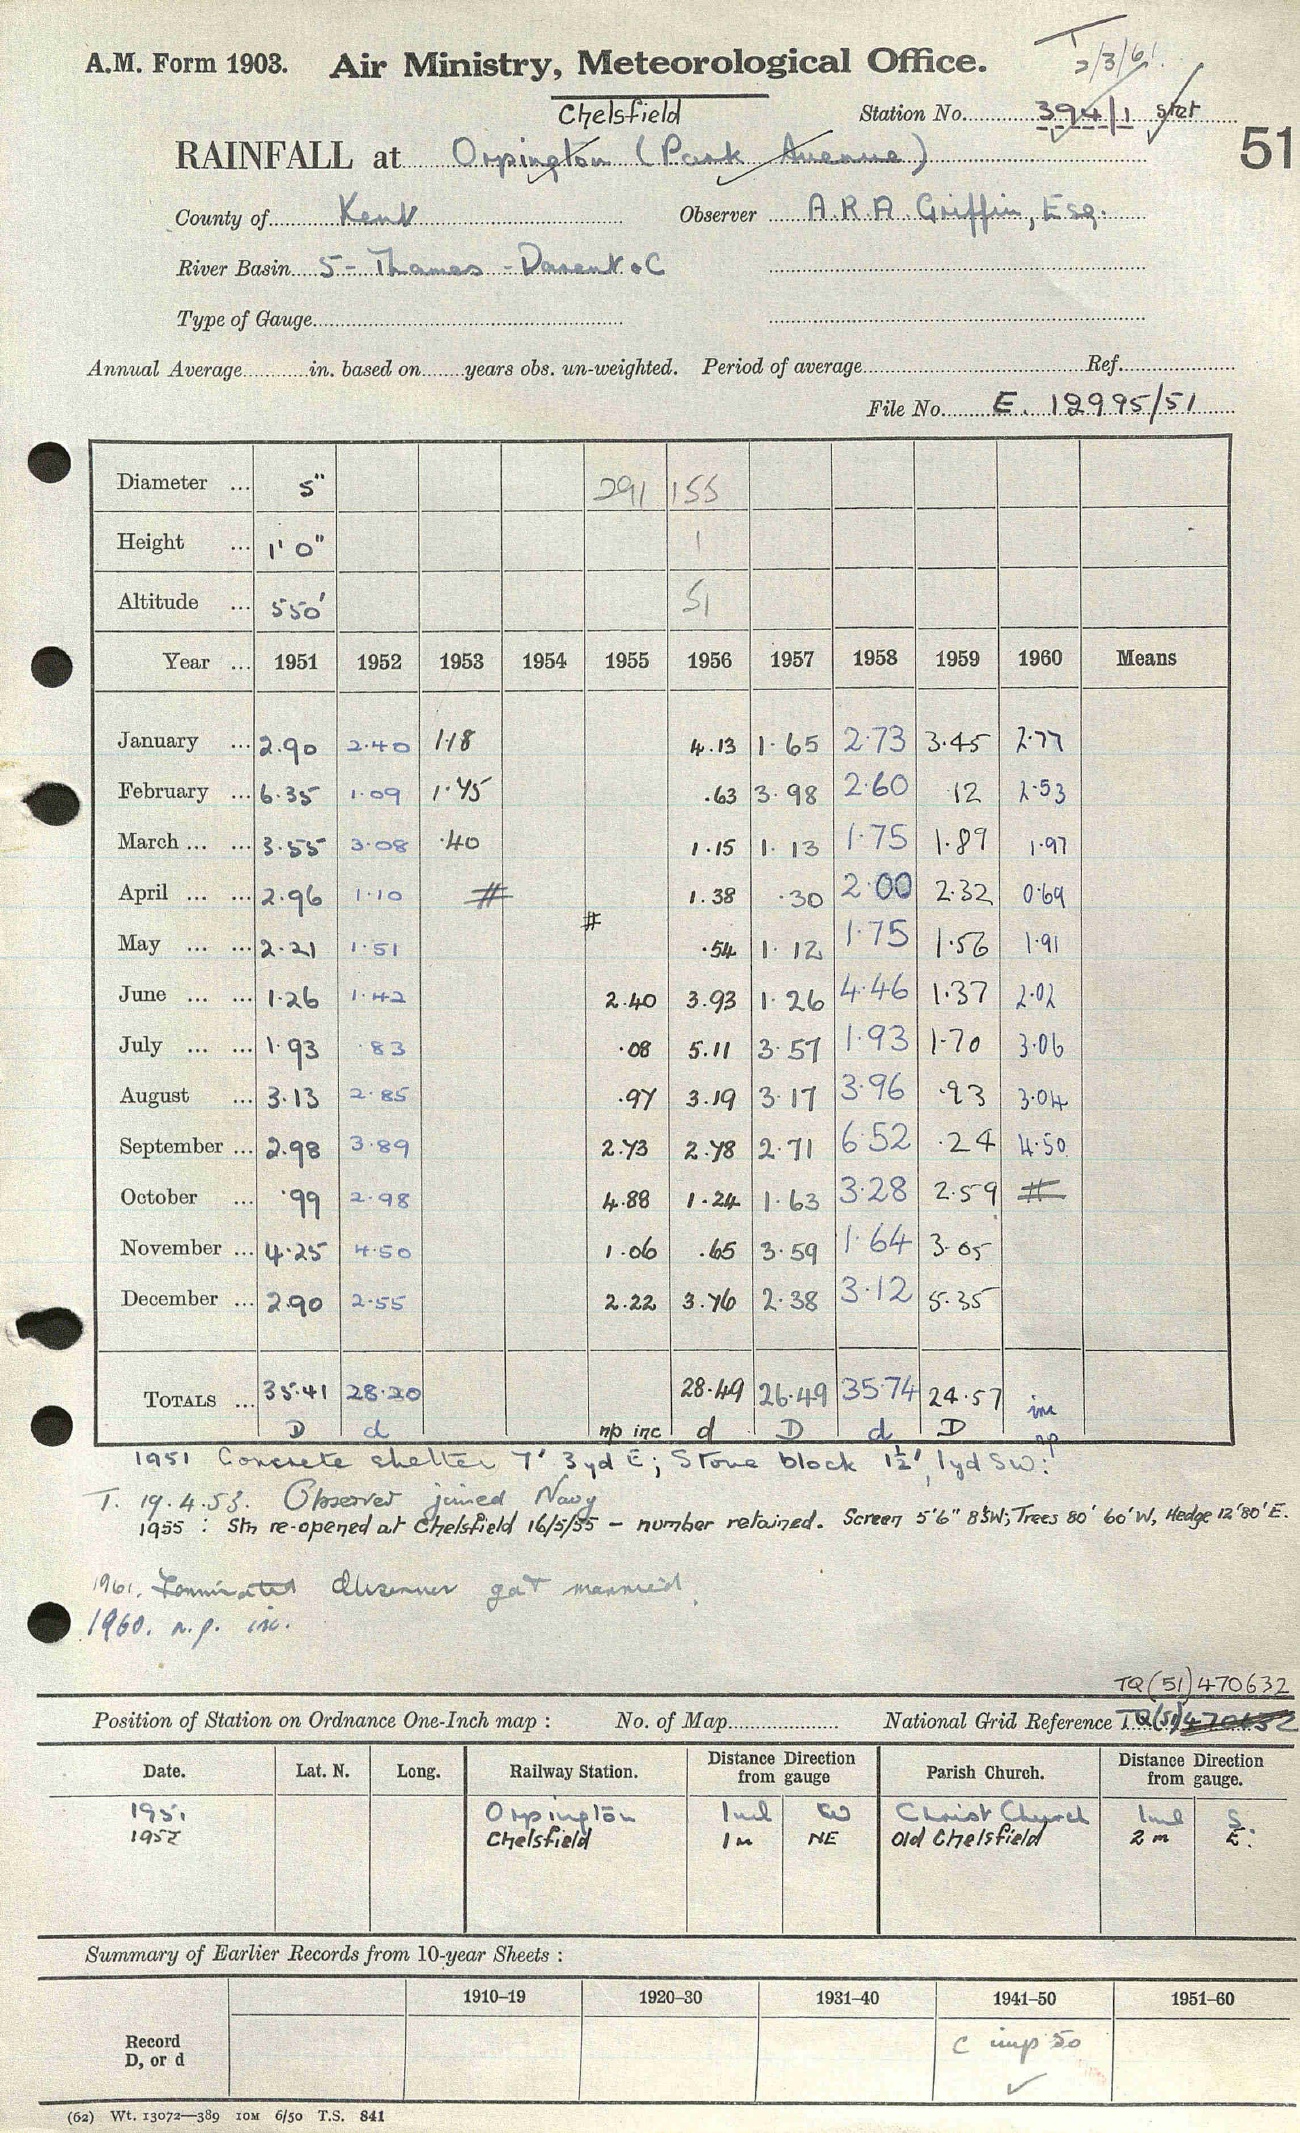 2/3/61.
A.M. Form 1903. Air Ministry, Meteorological Office.
Chelsfield Station No. 394/1 stet
51
RAINFALL at Orpington (Park Avenue)
County of Kent Observer A.R.A. Griffin, Esq.
River Basin 5 - Thames - Darent & C
Type of Gauge
Annual Average in. based on years obs. un-weighted. Period of average Ref.
File No. E. 12995/51
Diameter ... 5" 291 155
Height ... 1' 0" 1
Altitude ... 550' 51
Year ... 1951 1952 1953 1954 1955 1956 1957 1958 1959 1960 Means
January ... 2.90 2.40 1.18 4.13 1.65 2.73 3.45 2.77
February ... 6.35 1.09 1.45 .63 3.98 2.60 .12 2.53
March ... ... 3.55 3.08 .40 1.15 1.13 1.75 1.89 1.97
April ... ... 2.96 1.10 # # 1.38 .30 2.00 2.32 0.69
May ... ... 2.21 1.51 .54 1.12 1.75 1.56 1.91
June ... ... 1.26 1.42 2.40 3.93 1.26 4.46 1.37 2.02
July ... ... 1.93 .83 .08 5.11 3.57 1.93 1.70 3.06
August ... 3.13 2.85 .97 3.19 3.17 3.96 .93 3.04
September ... 2.98 3.89 2.73 2.78 2.71 6.52 .24 4.50
October ... .99 2.98 4.88 1.24 1.63 3.28 2.59 #
November ... 4.25 4.50 1.06 .65 3.59 1.64 3.05
December ... 2.90 2.55 2.22 3.76 2.38 3.12 5.35
TOTALS ... 35.41 28.20 28.49 26.49 35.74 24.57 inc
D d np inc d D d D np
1951 Concrete shelter 7' 3yd E; Stone block 1½', 1yd SW:
T. 19.4.53. Observer joined Navy
1955 : Stn re-opened at Chelsfield 16/5/55 - number retained. Screen 5'6" 8'SW; Trees 80' 60'W, Hedge 12' 80'E.
1961. Terminated Observer got married.
1960. n.p. inc.
TQ(51)470632
Position of Station on Ordnance One-Inch map : No. of Map National Grid Reference TQ(51)470632
Date. Lat. N. Long. Railway Station. Distance from gauge Direction Parish Church. Distance from gauge. Direction
1951 Orpington 1ml W Christ Church 1ml S.
1955 Chelsfield 1m NE Old Chelsfield 2m E.
Summary of Earlier Records from 10-year Sheets :
1910-19 1920-30 1931-40 1941-50 1951-60
Record
D, or d
C imp 50
(62) Wt. 13072—389 10M 6/50 T.S. 841